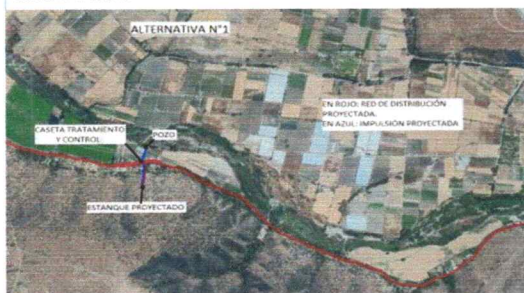 ALTERNATIVA N°1
EN ROJO: RED DE DISTRIBUCIÓN
PROYECTADA.
EN AZUL: IMPULSIÓN PROYECTADA
CASETA TRATAMIENTO
Y CONTROL
POZO
ESTANQUE PROYECTADO